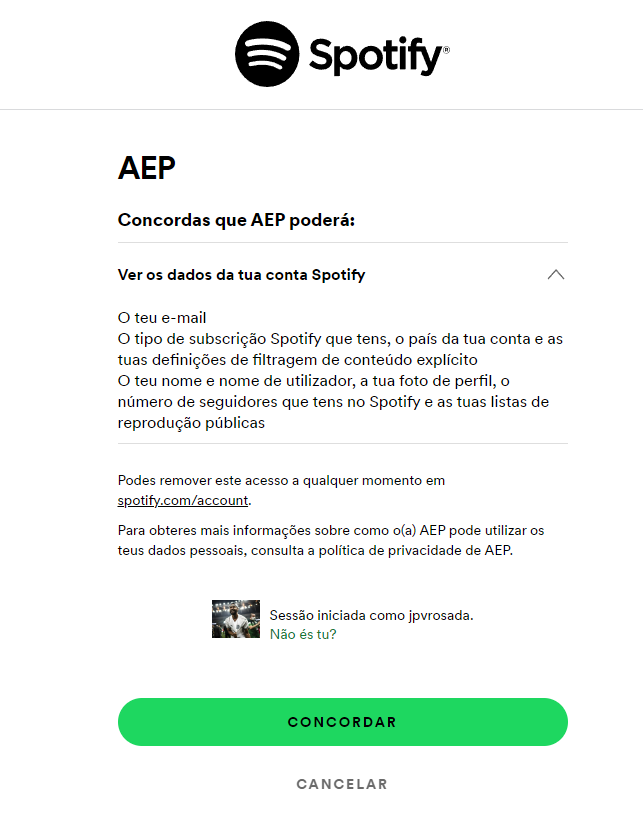 Spotify®
AEP
Concordas que AEP poderá:
Ver os dados da tua conta Spotify
O teu e-mail
O tipo de subscrição Spotify que tens, o país da tua conta e as
tuas definições de filtragem de conteúdo explícito
O teu nome e nome de utilizador, a tua foto de perfil, o
número de seguidores que tens no Spotify e as tuas listas de
reprodução públicas
Podes remover este acesso a qualquer momento em
spotify.com/account.
Para obteres mais informações sobre como o(a) AEP pode utilizar os
teus dados pessoais, consulta a política de privacidade de AEP.
Sessão iniciada como jpvrosada.
Não és tu?
CONCORDAR
CANCELAR